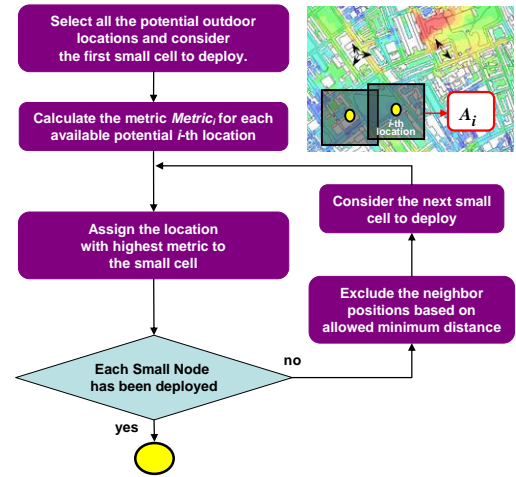 Select all the potential outdoor
locations and consider
the first small cell to deploy.
Calculate the metric Metrici for each
available potential i-th location
i-th
location
Ai
Consider the next small
cell to deploy
Assign the location
with highest metric to
the small cell
Exclude the neighbor
positions based on
allowed minimum distance
Each Small Node
has been deployed
no
yes